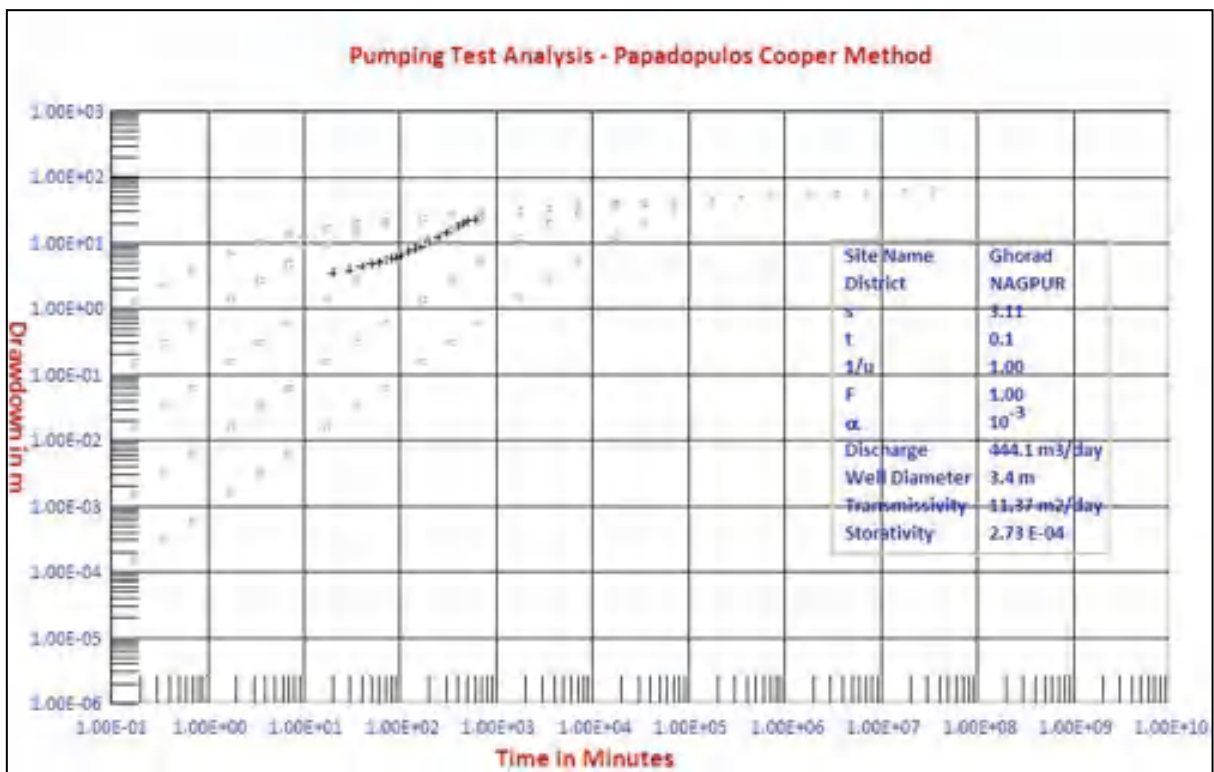 Pumping Test Analysis - Papadopulos Cooper Method
1.00E+03
1.00E+02
1.00E+01
1.00E+00
1.00E-01
1.00E-02
1.00E-03
1.00E-04
1.00E-05
1.00E-06
Drawdown in m
Site Name Ghorad
District NAGPUR
s 3.11
t 0.1
1/u 1.00
F 1.00
α 10-3
Discharge 444.1 m3/day
Well Diameter 3.4 m
Transmissivity 11.37 m2/day
Storativity 2.73 E-04
1.00E-01 1.00E+00 1.00E+01 1.00E+02 1.00E+03 1.00E+04 1.00E+05 1.00E+06 1.00E+07 1.00E+08 1.00E+09 1.00E+10
Time in Minutes